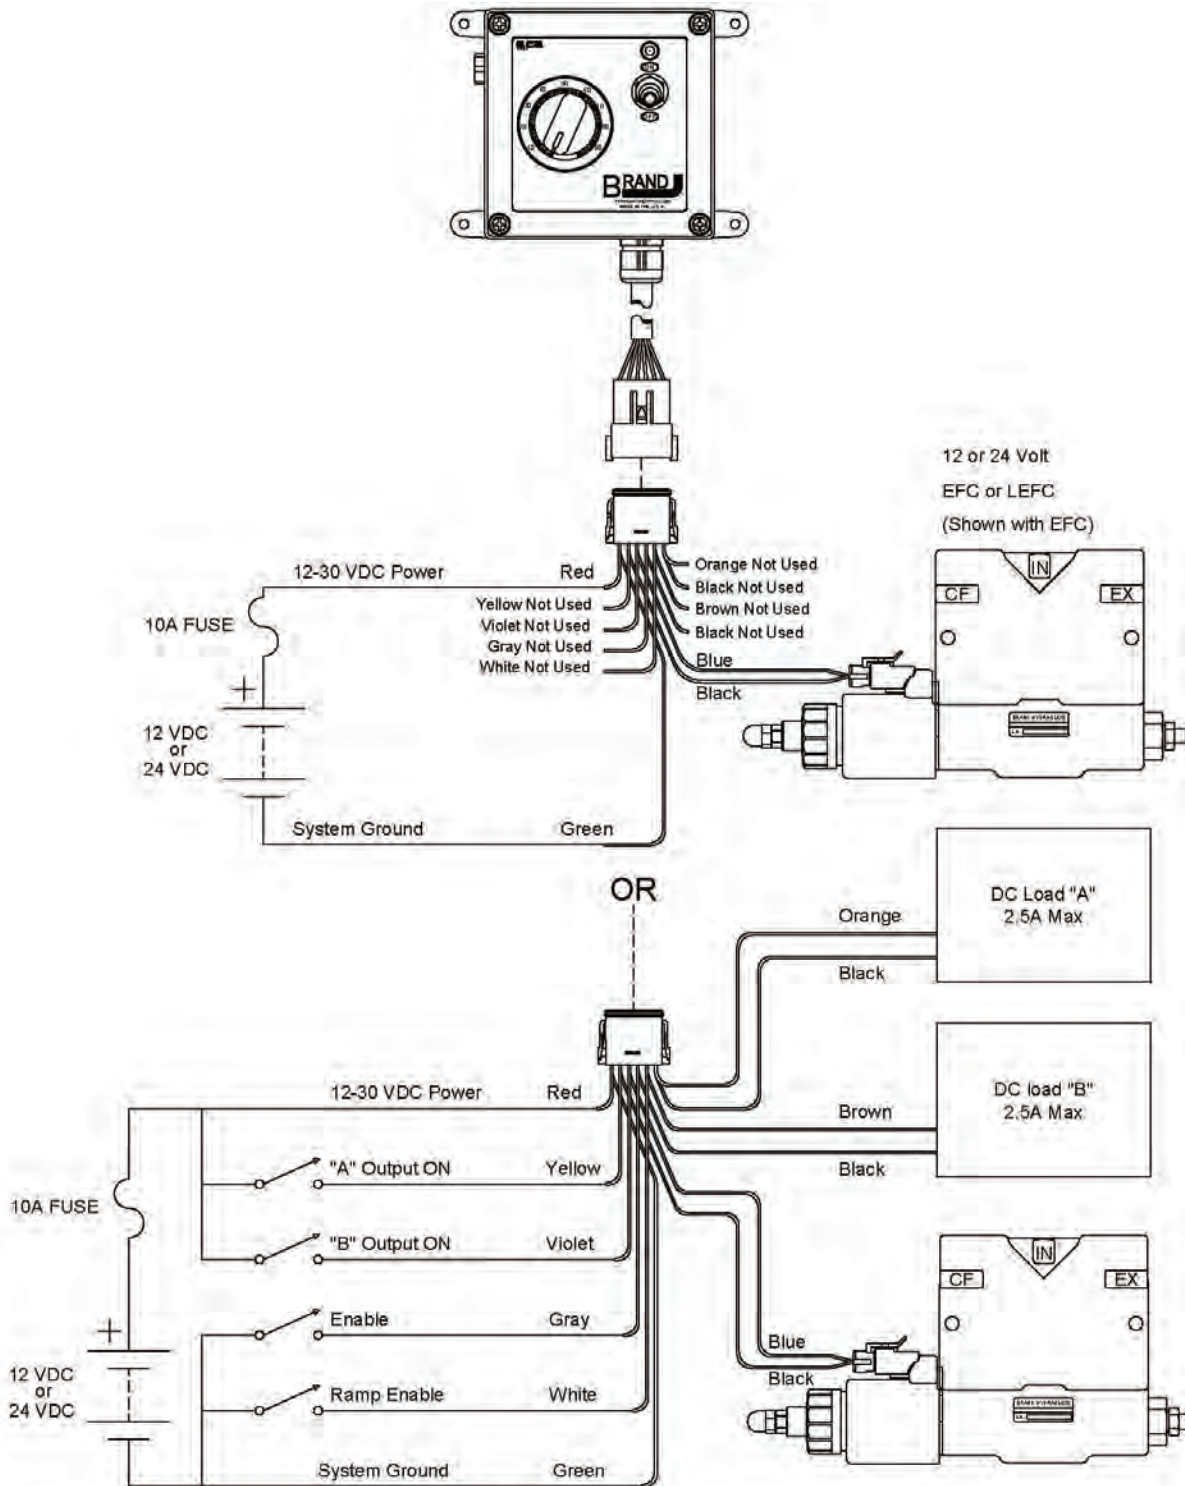 BRAND
MADE IN THE U.S.A.
12 or 24 Volt
EFC or LEFC
(Shown with EFC)
IN
CF
EX
12-30 VDC Power
Red
Orange Not Used
Black Not Used
Yellow Not Used
Brown Not Used
10A FUSE
Violet Not Used
Black Not Used
Gray Not Used
White Not Used
Blue
Black
+
12 VDC
or
24 VDC
System Ground
Green
OR
DC Load "A"
2.5A Max
Orange
Black
12-30 VDC Power
Red
DC load "B"
2.5A Max
Brown
Black
"A" Output ON
Yellow
10A FUSE
"B" Output ON
Violet
IN
CF
EX
Enable
Gray
+
12 VDC
or
24 VDC
Blue
Black
Ramp Enable
White
System Ground
Green